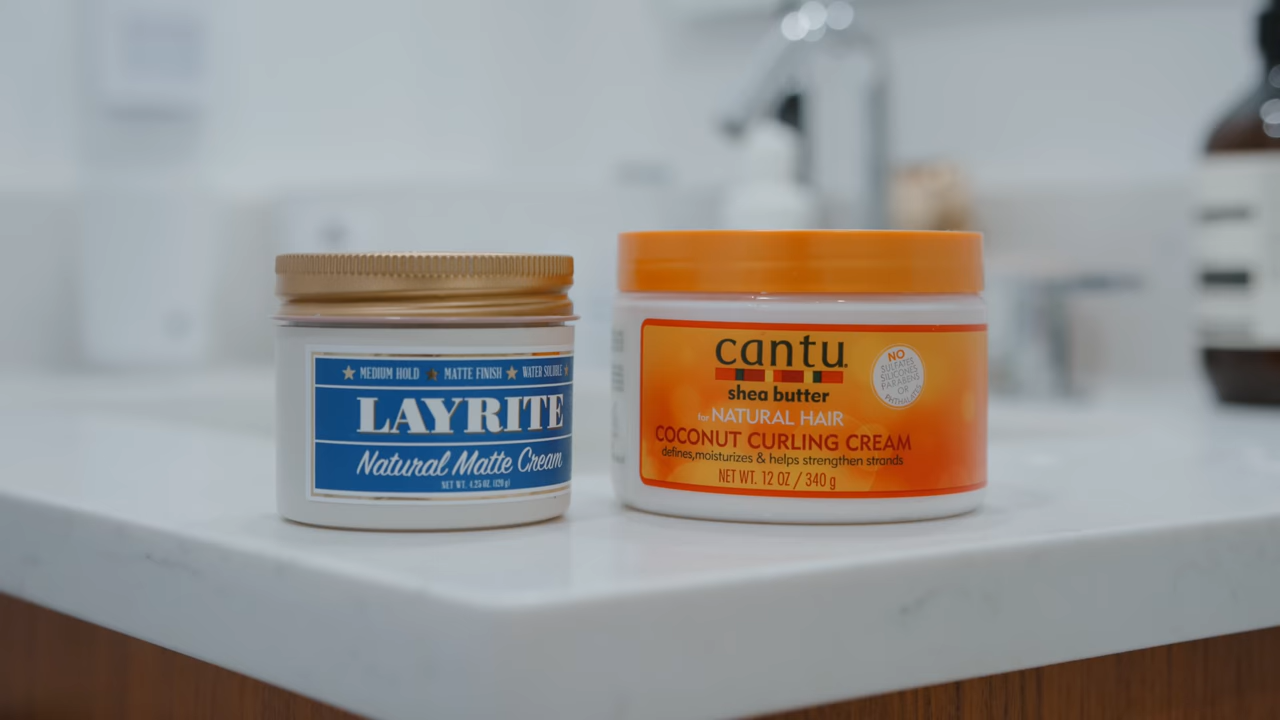 ★ MEDIUM HOLD ★ MATTE FINISH ★ WATER SOLUBLE ★
LAYRITE
Natural Matte Cream
NET WT. 4.25 OZ. (120 g)
cantu®
shea butter
for NATURAL HAIR
COCONUT CURLING CREAM
defines, moisturizes & helps strengthen strands
NET WT. 12 OZ / 340 g
NO
SULFATES
SILICONES
PARABENS
OR
PHTHALATES